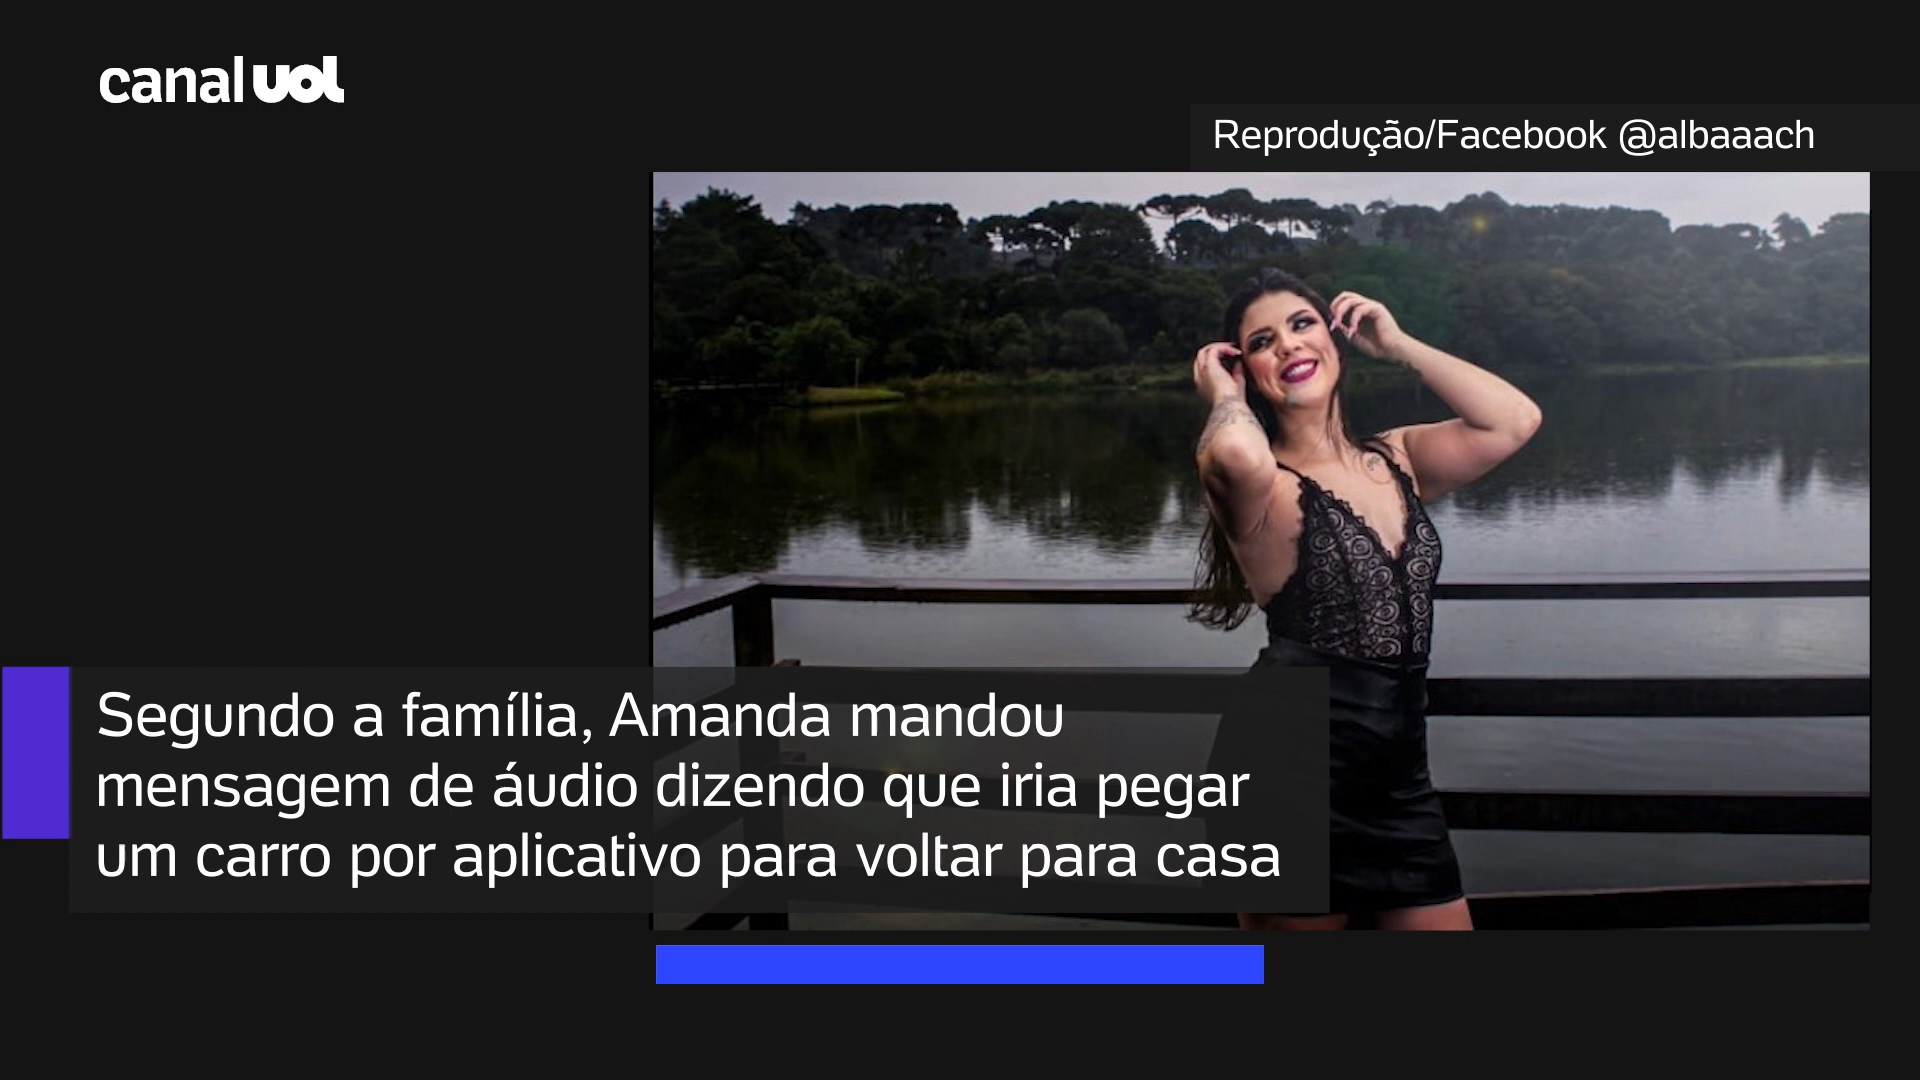 canal uol
Reprodução/Facebook @albaaach
Segundo a família, Amanda mandou
mensagem de áudio dizendo que iria pegar
um carro por aplicativo para voltar para casa